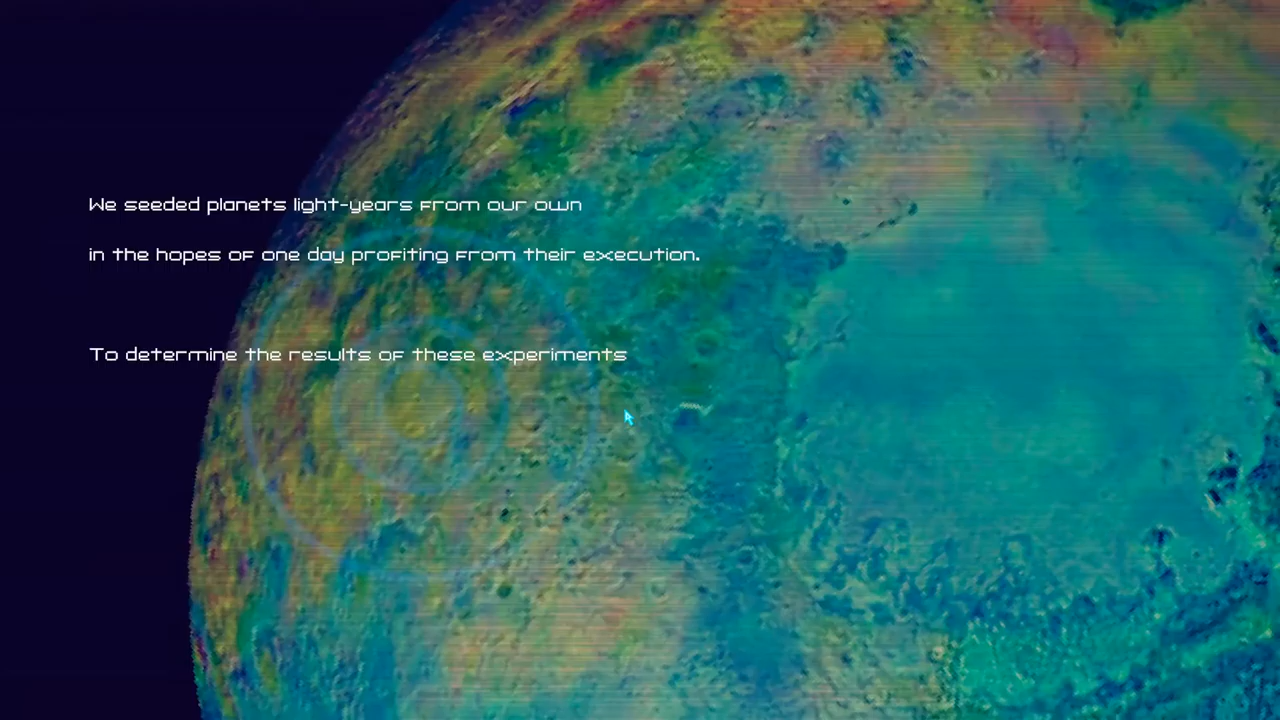 We seeded planets light-years from our own
in the hopes of one day profiting from their execution.
To determine the results of these experiments